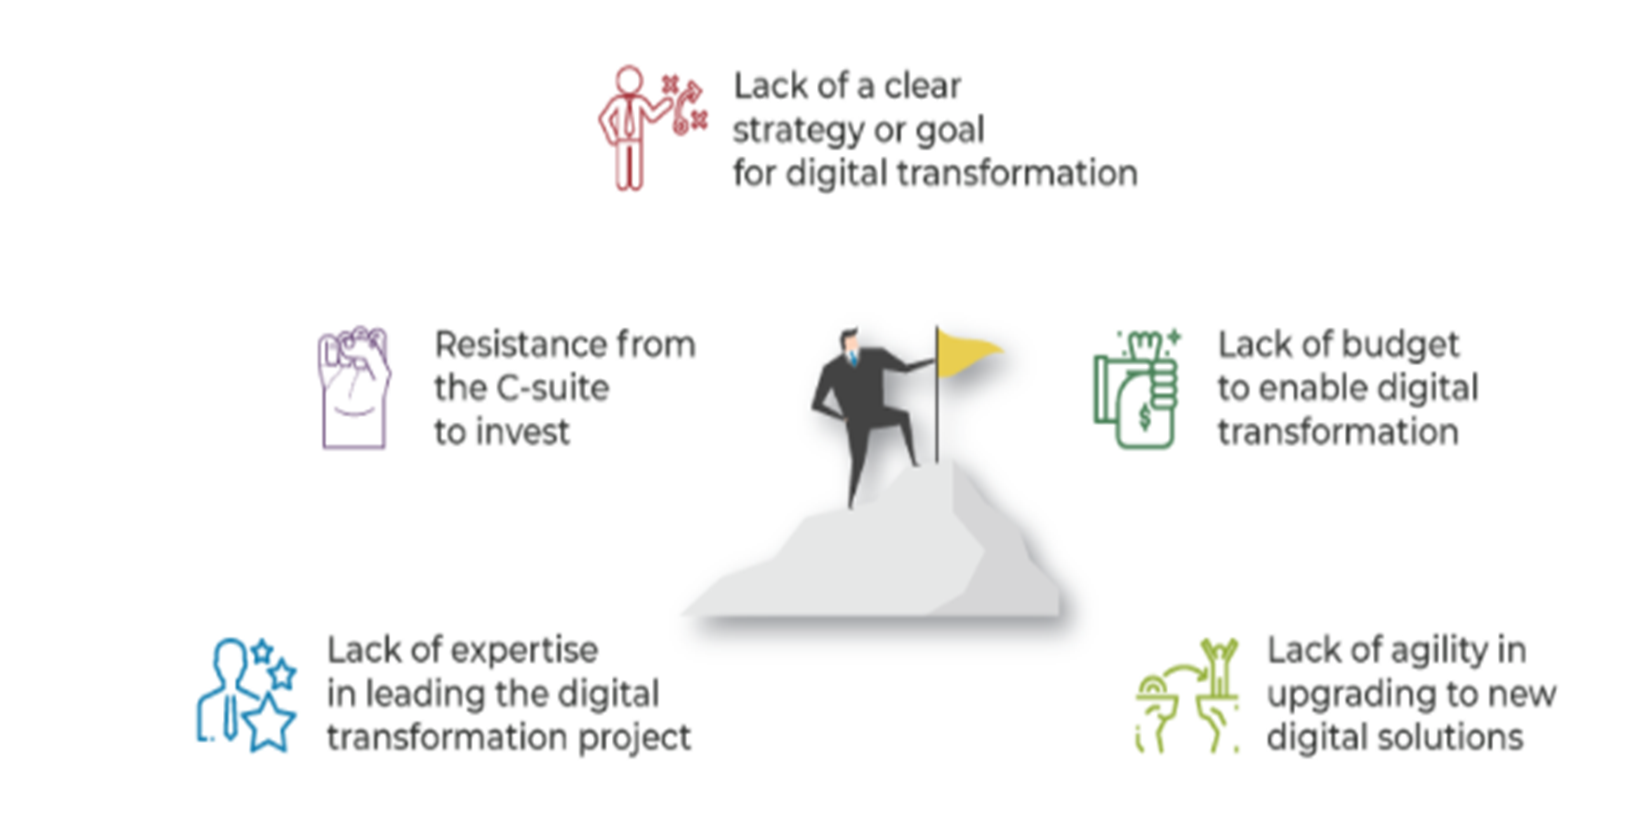 Lack of a clear
strategy or goal
for digital transformation
Resistance from
the C-suite
to invest
Lack of budget
to enable digital
transformation
Lack of expertise
in leading the digital
transformation project
Lack of agility in
upgrading to new
digital solutions